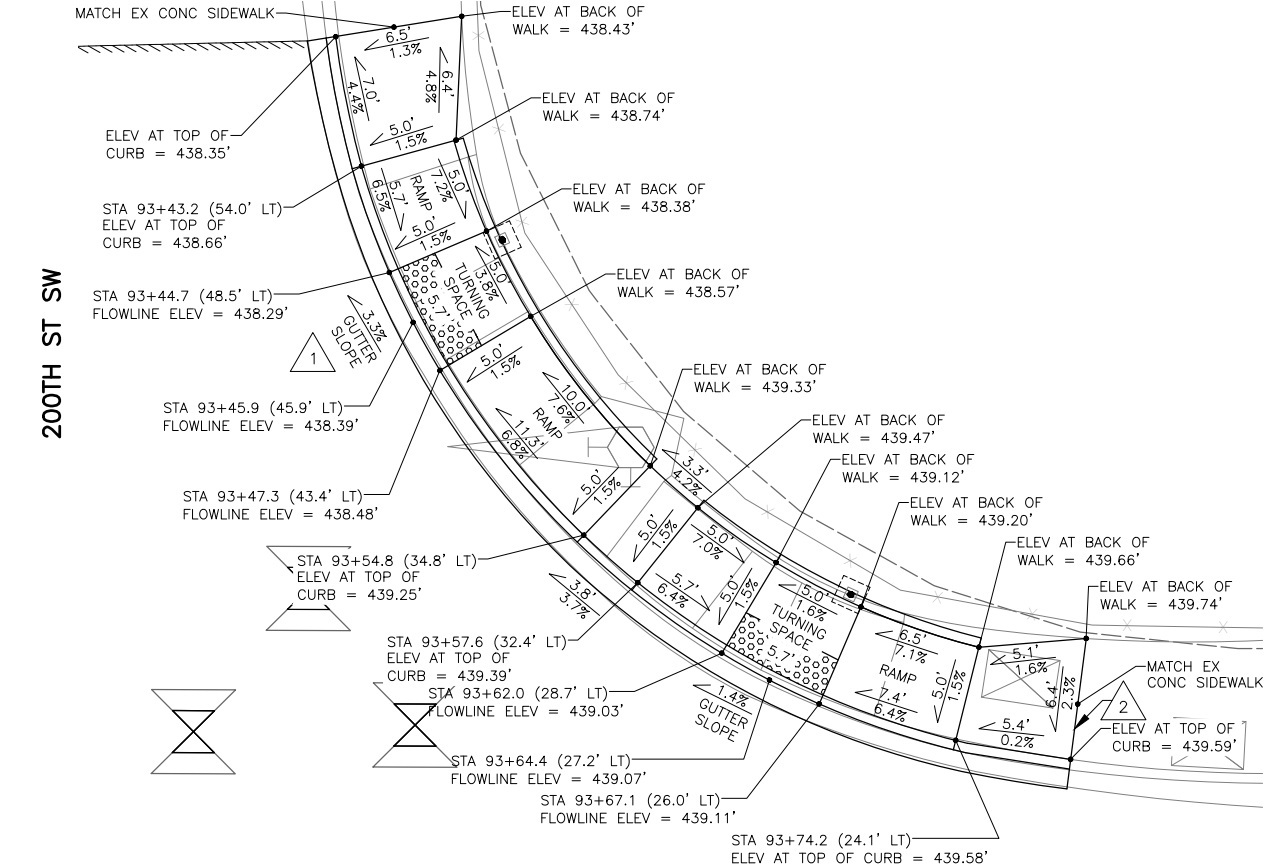 MATCH EX CONC SIDEWALK
ELEV AT BACK OF
WALK = 438.43'
6.5'
1.3%
7.0'
4.4%
6.4'
4.8%
ELEV AT BACK OF
WALK = 438.74'
5.0'
1.5%
ELEV AT TOP OF
CURB = 438.35'
5.7'
6.5%
RAMP
5.0'
7.2%
ELEV AT BACK OF
WALK = 438.38'
STA 93+43.2 (54.0' LT)
ELEV AT TOP OF
CURB = 438.66'
5.0'
1.5%
TURNING
SPACE
5.0'
3.8%
5.7'
ELEV AT BACK OF
WALK = 438.57'
STA 93+44.7 (48.5' LT)
FLOWLINE ELEV = 438.29'
200TH ST SW
3.3%
GUTTER
SLOPE
1
5.0'
1.5%
ELEV AT BACK OF
WALK = 439.33'
STA 93+45.9 (45.9' LT)
FLOWLINE ELEV = 438.39'
10.0'
7.6%
RAMP
11.3'
6.8%
ELEV AT BACK OF
WALK = 439.47'
ELEV AT BACK OF
WALK = 439.12'
3.3'
4.2%
STA 93+47.3 (43.4' LT)
FLOWLINE ELEV = 438.48'
5.0'
1.5%
ELEV AT BACK OF
WALK = 439.20'
5.0'
1.5%
5.0'
7.0%
ELEV AT BACK OF
WALK = 439.66'
STA 93+54.8 (34.8' LT)
ELEV AT TOP OF
CURB = 439.25'
3.8'
3.7%
5.7'
6.4%
5.0'
1.5%
5.0'
1.6%
TURNING
SPACE
5.7'
ELEV AT BACK OF
WALK = 439.74'
STA 93+57.6 (32.4' LT)
ELEV AT TOP OF
CURB = 439.39'
6.5'
7.1%
RAMP
7.4'
6.4%
5.0'
1.5%
5.1'
1.6%
6.4'
2.3%
5.4'
0.2%
MATCH EX
CONC SIDEWALK
2
STA 93+62.0 (28.7' LT)
FLOWLINE ELEV = 439.03'
1.4%
GUTTER
SLOPE
ELEV AT TOP OF
CURB = 439.59'
STA 93+64.4 (27.2' LT)
FLOWLINE ELEV = 439.07'
STA 93+67.1 (26.0' LT)
FLOWLINE ELEV = 439.11'
STA 93+74.2 (24.1' LT)
ELEV AT TOP OF CURB = 439.58'